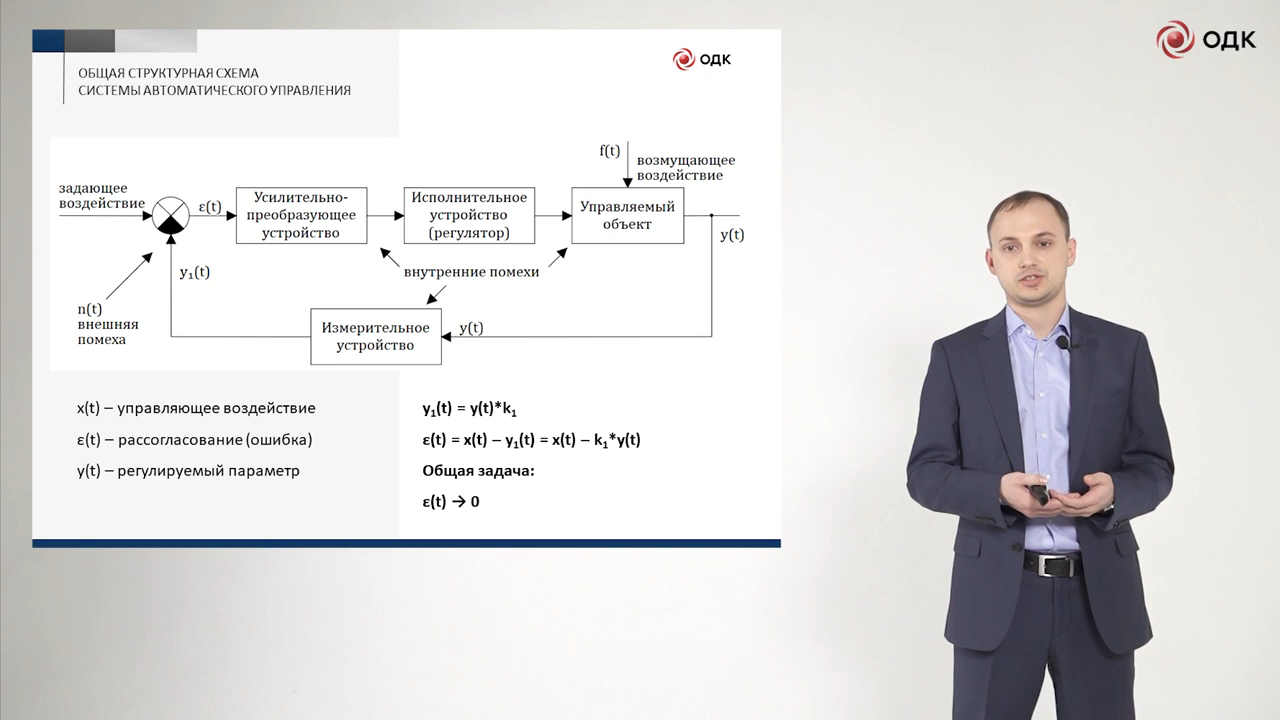 ОДК
ОДК
ОБЩАЯ СТРУКТУРНАЯ СХЕМА
СИСТЕМЫ АВТОМАТИЧЕСКОГО УПРАВЛЕНИЯ
f(t)
возмущающее
воздействие
задающее
воздействие
ε(t)
Усилительно-
преобразующее
устройство
Исполнительное
устройство
(регулятор)
Управляемый
объект
y(t)
y₁(t)
внутренние помехи
n(t)
внешняя
помеха
Измерительное
устройство
y(t)
x(t) – управляющее воздействие
ε(t) – рассогласование (ошибка)
y(t) – регулируемый параметр
y₁(t) = y(t)*k₁
ε(t) = x(t) – y₁(t) = x(t) – k₁*y(t)
Общая задача:
ε(t) → 0